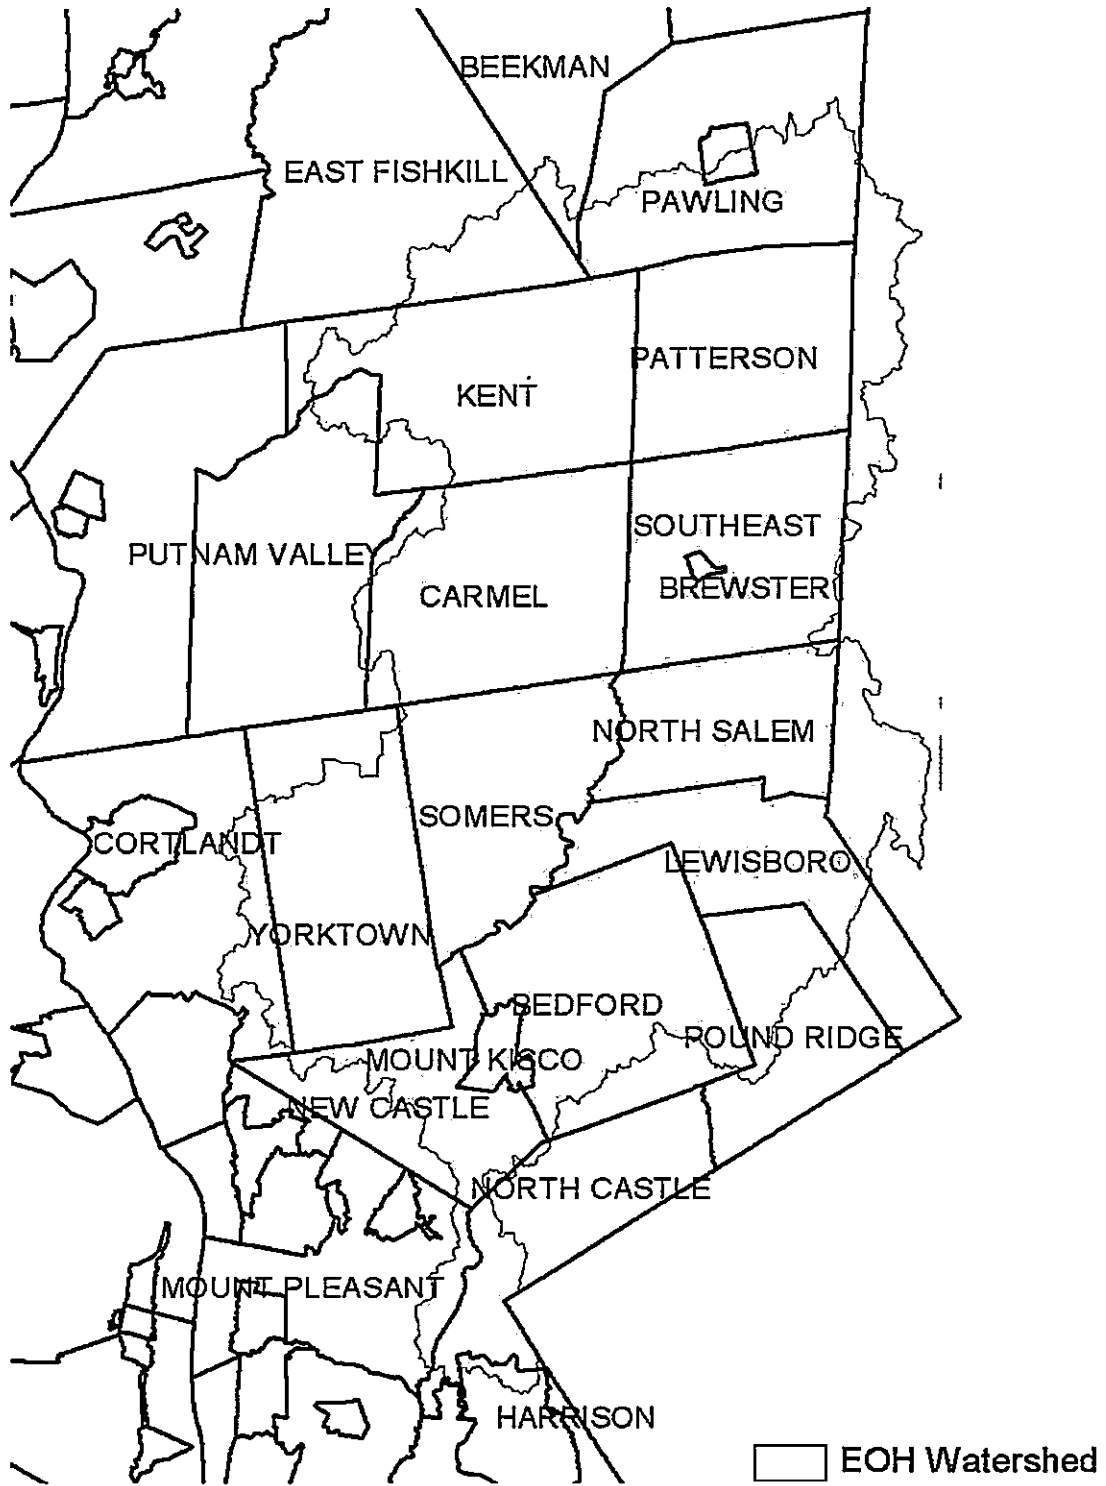 BEEKMAN
EAST FISHKILL
PAWLING
PATTERSON
KENT
SOUTHEAST
PUTNAM VALLEY
BREWSTER
CARMEL
NORTH SALEM
SOMERS
CORTLANDT
LEWISBORO
YORKTOWN
BEDFORD
POUND RIDGE
MOUNT KISCO
NEW CASTLE
NORTH CASTLE
MOUNT PLEASANT
HARRISON
EOH Watershed